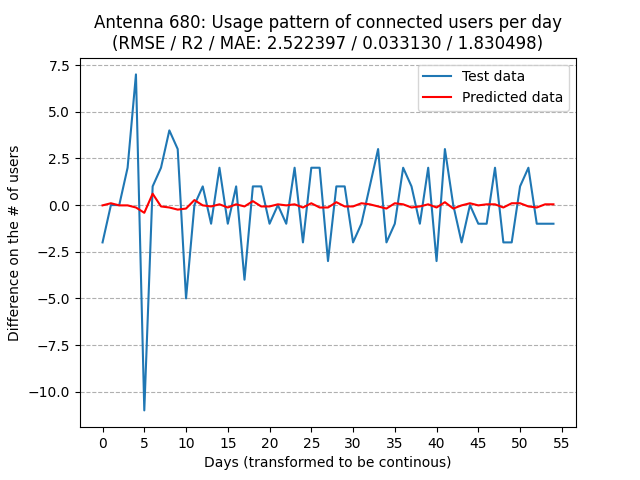 Antenna 680: Usage pattern of connected users per day
(RMSE / R2 / MAE: 2.522397 / 0.033130 / 1.830498)
Test data
Predicted data
Difference on the # of users
7.5
5.0
2.5
0.0
−2.5
−5.0
−7.5
−10.0
0 5 10 15 20 25 30 35 40 45 50 55
Days (transformed to be continous)